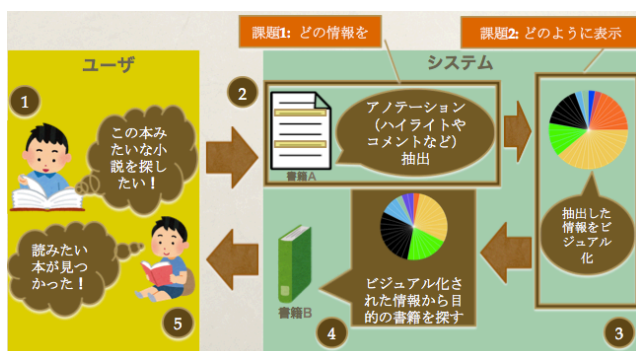 課題1: どの情報を
課題2: どのように表示
ユーザ
システム
1
この本み
たいな小
説を探し
たい！
2
アノテーション
（ハイライトや
コメントなど）
抽出
書籍A
抽出した
情報をビ
ジュアル
化
3
ビジュアル化さ
れた情報から目
的の書籍を探す
書籍B
4
読みたい
本が見つ
かった！
5